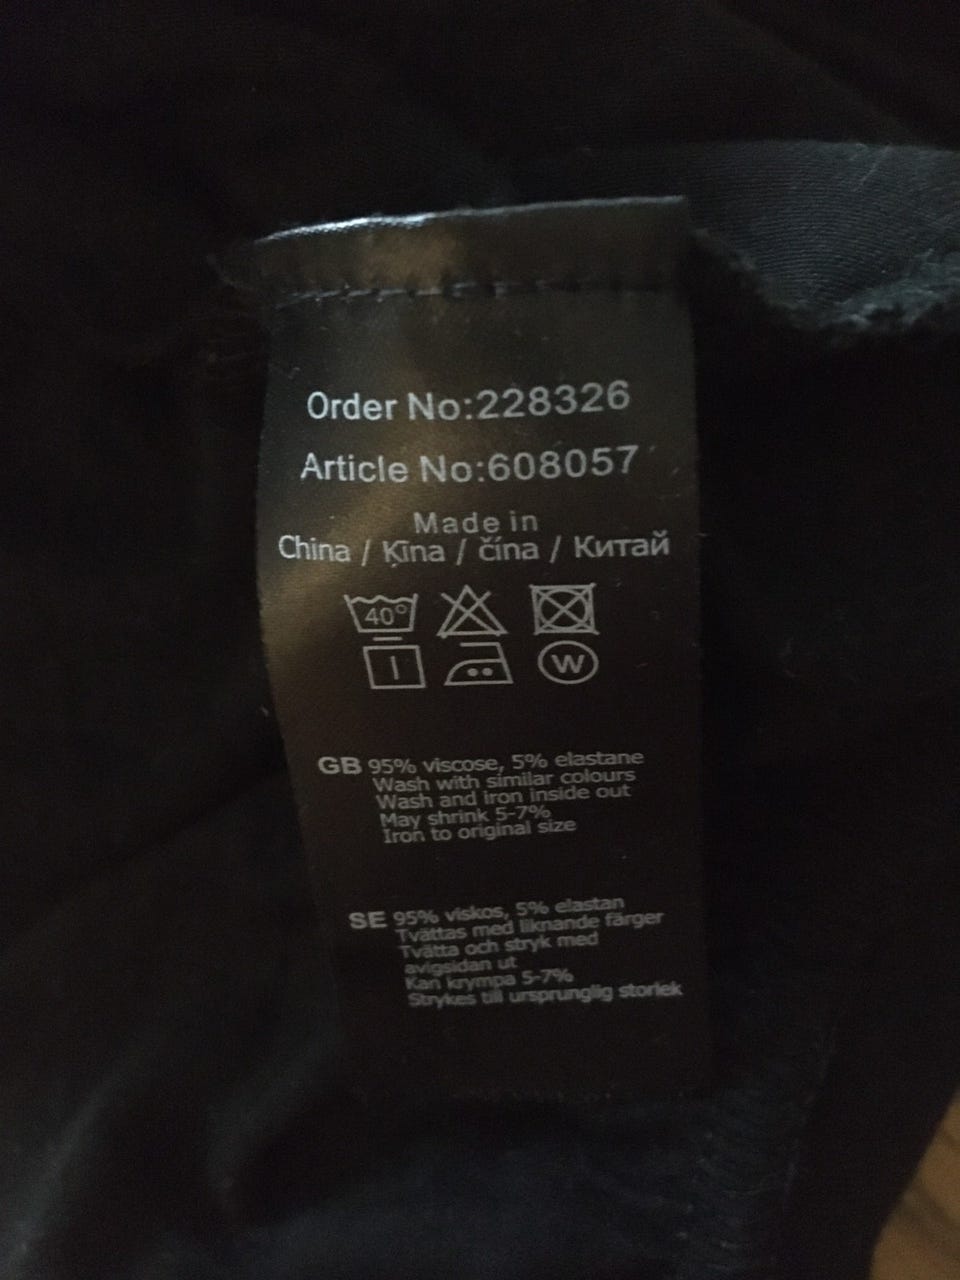 Order No:228326
Article No:608057
Made in
China / Ķīna / čína / Китай
40°
W
GB 95% viscose, 5% elastane
Wash with similar colours
Wash and iron inside out
May shrink 5-7%
Iron to original size
SE 95% viskos, 5% elastan
Tvättas med liknande färger
Tvätta och stryk med
avigsidan ut
Kan krympa 5-7%
Strykes till ursprunglig storlek